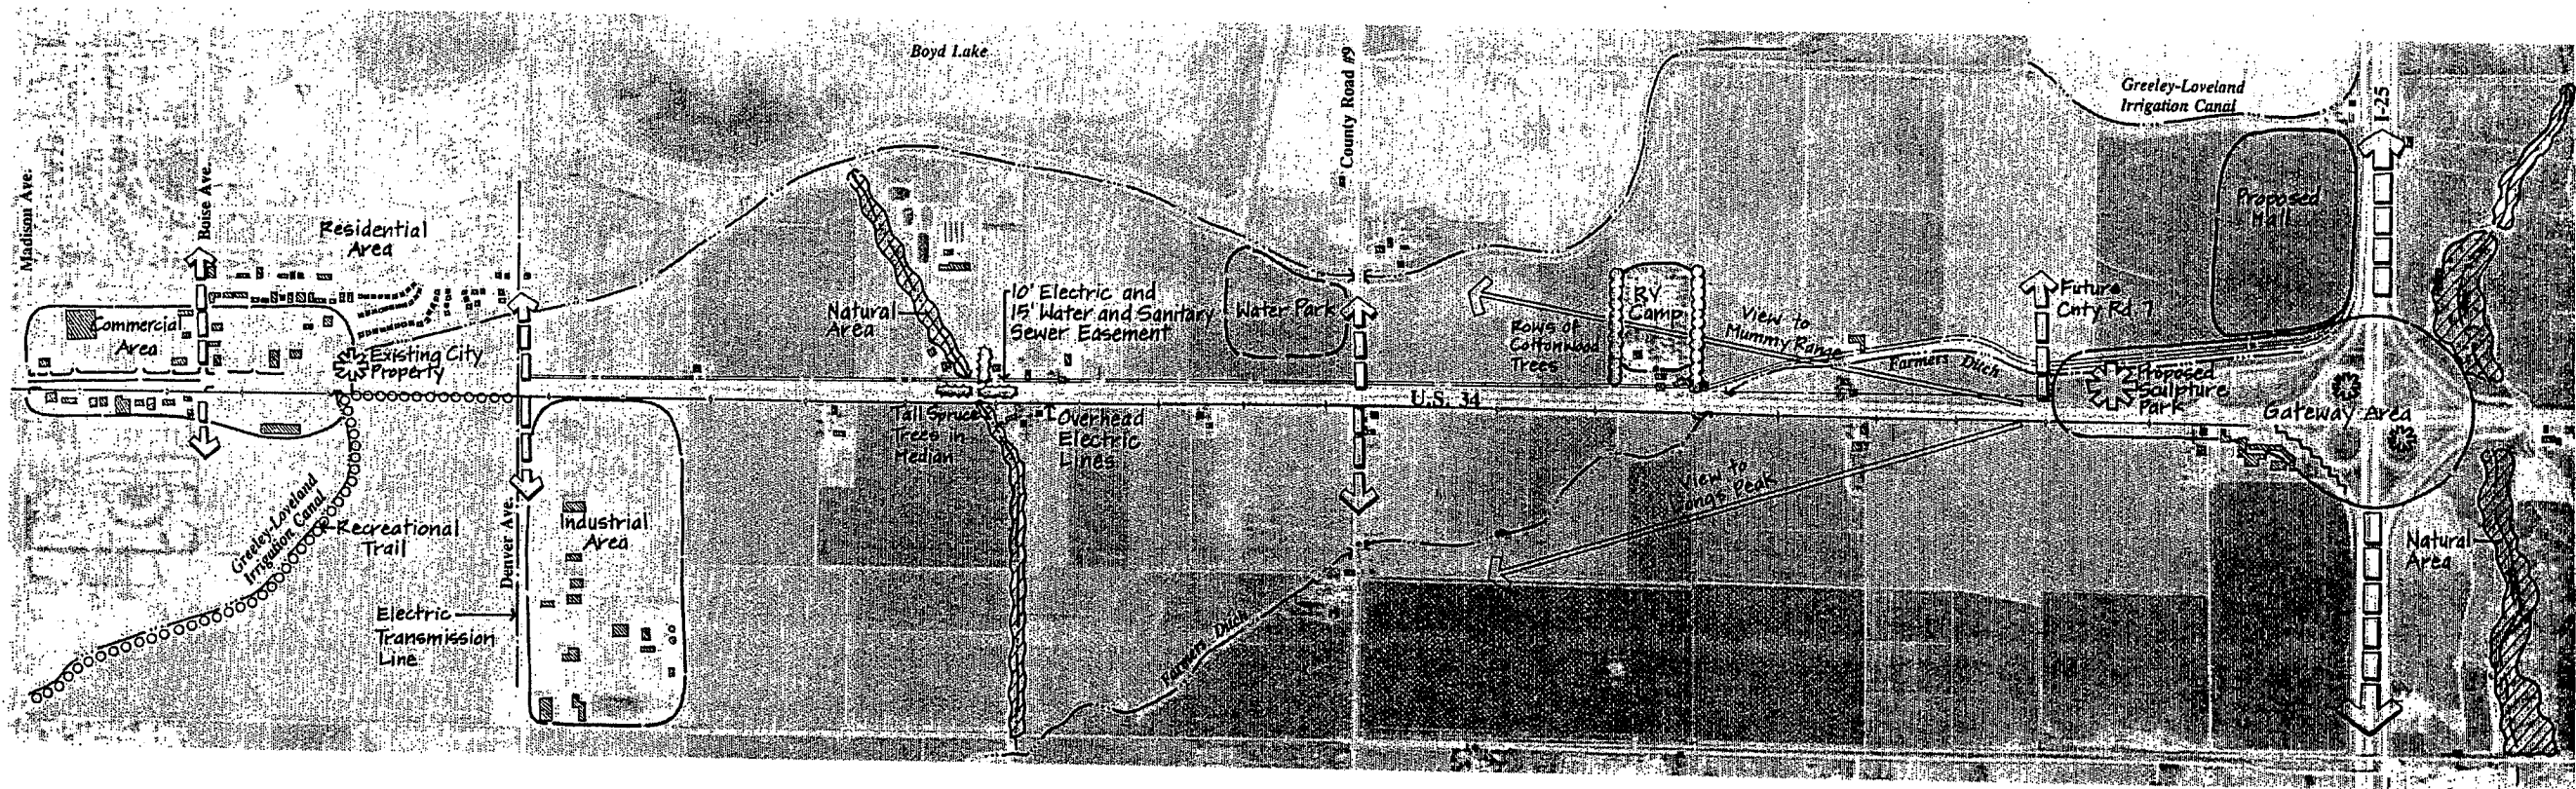 Boyd Lake
Madison Ave.
Boise Ave.
Residential
Area
Commercial
Area
Existing City
Property
Greeley-Loveland
Irrigation Canal
Recreational
Trail
Denver Ave.
Electric
Transmission
Line
Industrial
Area
Natural
Area
10' Electric and
15' Water and Sanitary
Sewer Easement
Tall Spruce
Trees in
Median
Overhead
Electric
Lines
Water Park
County Road #9
U.S. 34
Farmers Ditch
Rows of
Cottonwood
Trees
RV
Camp
View to
Mummy Range
Farmers Ditch
View to
Longs Peak
Future
Cnty Rd 7
Proposed
Sculpture
Park
Gateway Area
Proposed
Mall
Greeley-Loveland
Irrigation Canal
I-25
Natural
Area